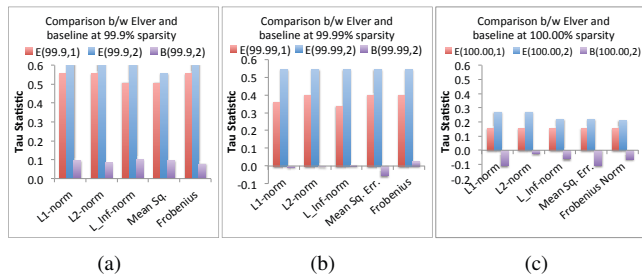 Comparison b/w Elver and
baseline at 99.9% sparsity
E(99.9,1) E(99.9,2) B(99.9,2)
Tau Statistic
0.6
0.5
0.4
0.3
0.2
0.1
0.0
L1-norm
L2-norm
L_Inf-norm
Mean Sq.
Frobenius
(a)
Comparison b/w Elver and
baseline at 99.99% sparsity
E(99.99,1) E(99.99,2) B(99.99,2)
Tau Statistic
0.6
0.5
0.4
0.3
0.2
0.1
-0.0
-0.1
L1-norm
L2-norm
L_Inf-norm
Mean Sq. Err.
Frobenius
(b)
Comparison b/w Elver and
baseline at 100.00% sparsity
E(100.00,1) E(100.00,2) B(100.00,2)
Tau Statistic
0.6
0.5
0.4
0.3
0.2
0.1
-0.0
-0.1
-0.2
L1-norm
L2-norm
L_Inf-norm
Mean Sq. Err.
Frobenius Norm
(c)